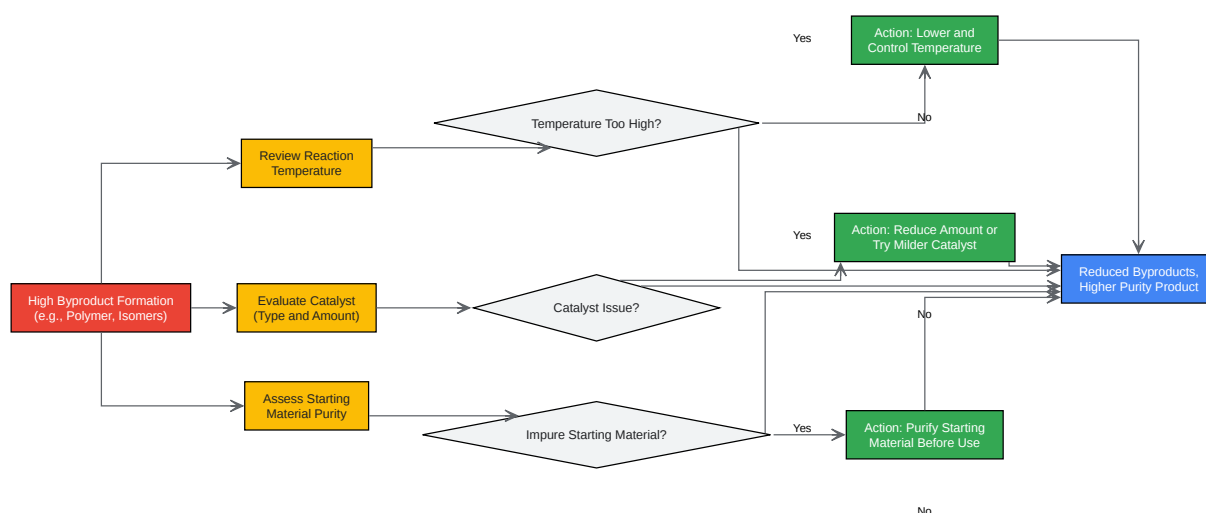 Yes
Action: Lower and
Control Temperature
No
Temperature Too High?
Review Reaction
Temperature
Yes
Action: Reduce Amount or
Try Milder Catalyst
Reduced Byproducts,
Higher Purity Product
High Byproduct Formation
(e.g., Polymer, Isomers)
Evaluate Catalyst
(Type and Amount)
Catalyst Issue?
No
Assess Starting
Material Purity
Impure Starting Material?
Yes
Action: Purify Starting
Material Before Use
No